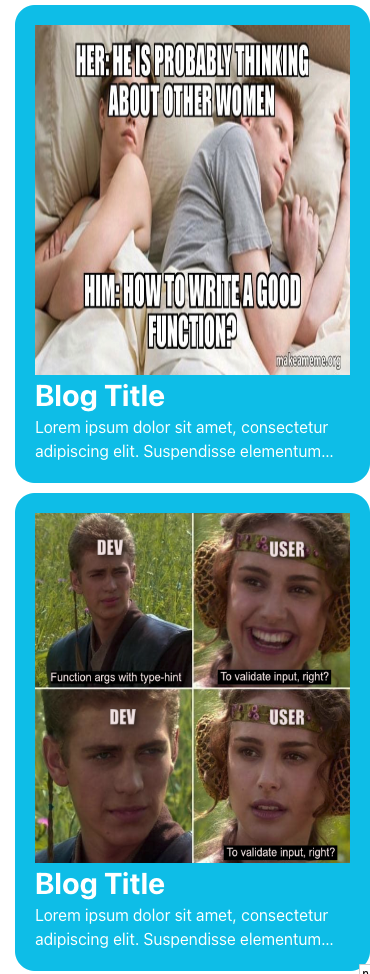 HER: HE IS PROBABLY THINKING
ABOUT OTHER WOMEN
HIM: HOW TO WRITE A GOOD
FUNCTION?
makeameme.org
Blog Title
Lorem ipsum dolor sit amet, consectetur
adipiscing elit. Suspendisse elementum...
DEV
USER
Function args with type-hint
To validate input, right?
DEV
USER
To validate input, right?
Blog Title
Lorem ipsum dolor sit amet, consectetur
adipiscing elit. Suspendisse elementum...